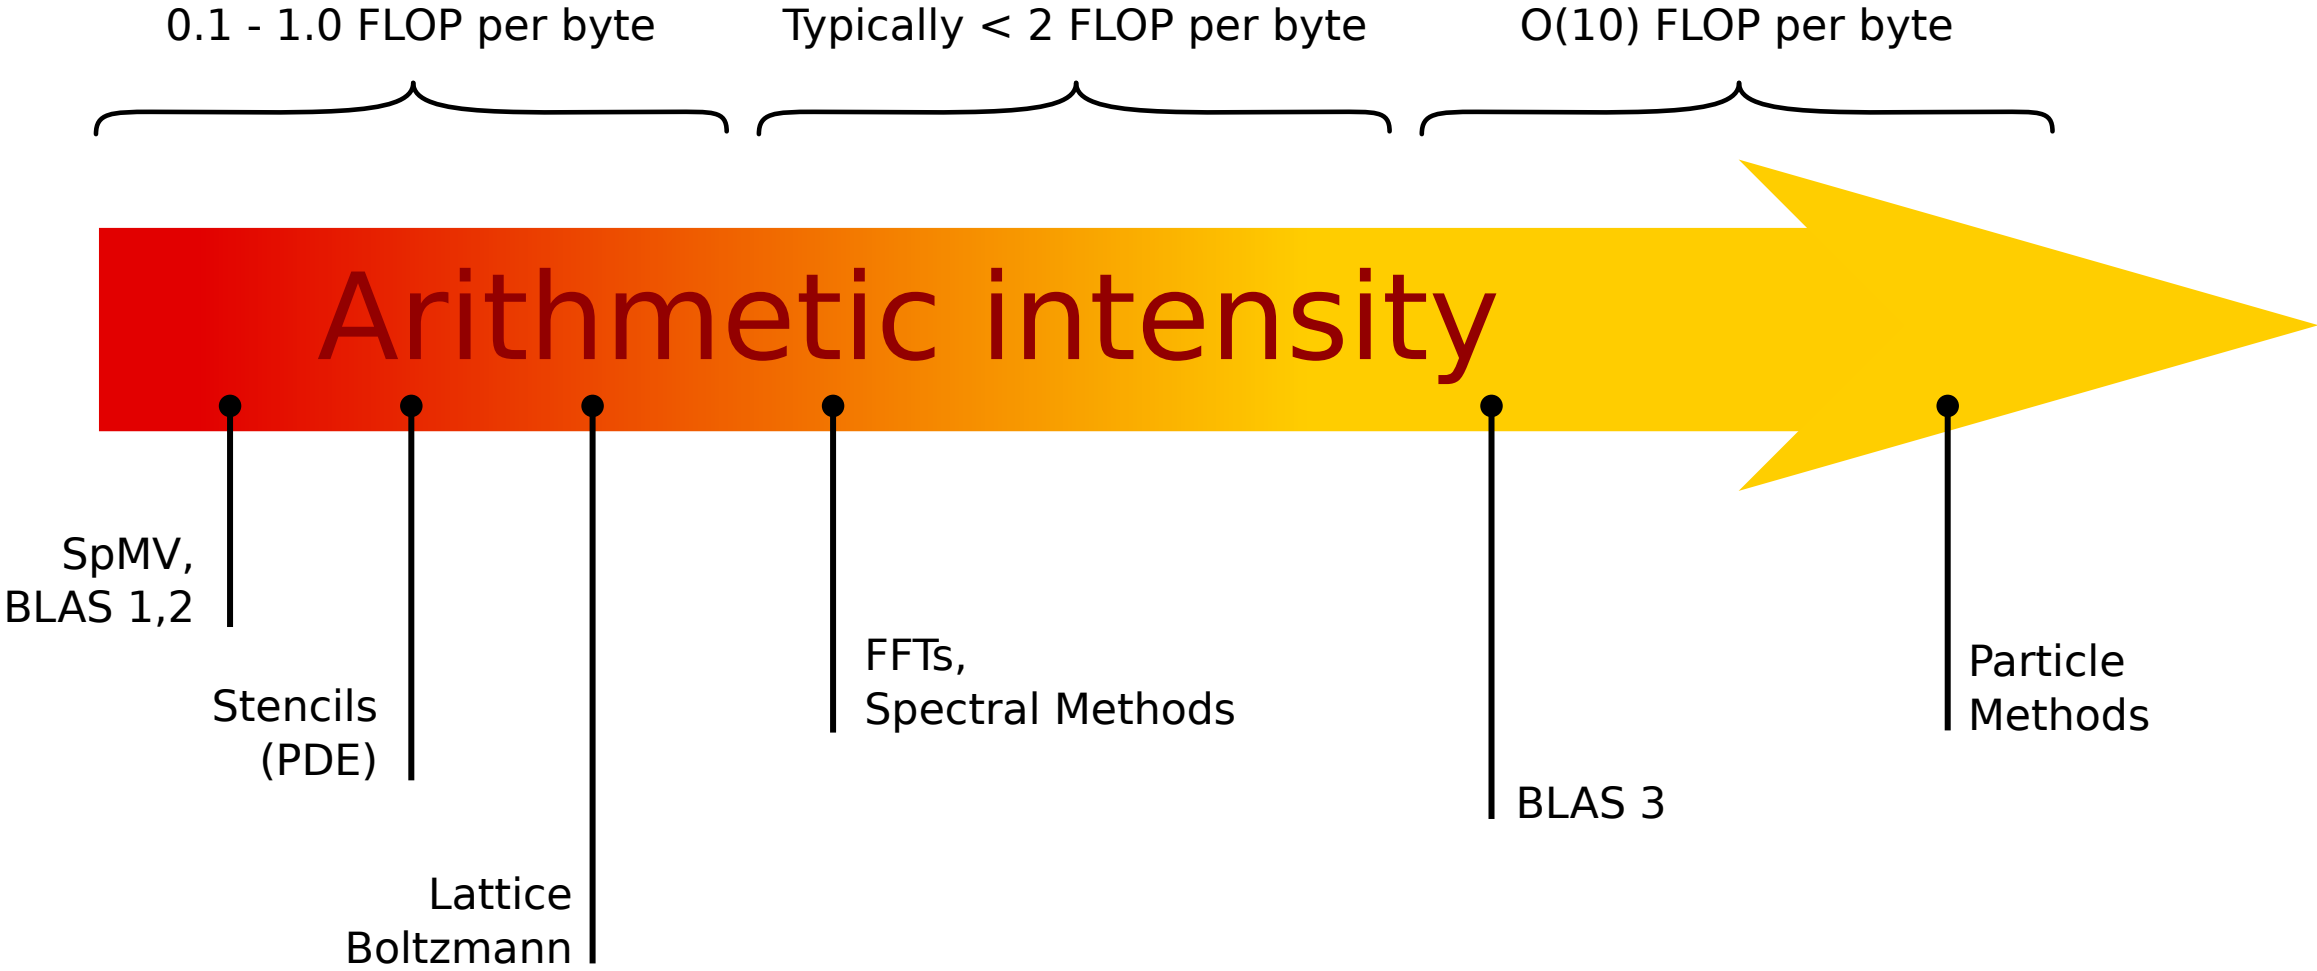 0.1 - 1.0 FLOP per byte
Typically < 2 FLOP per byte
O(10) FLOP per byte
Arithmetic intensity
SpMV,
BLAS 1,2
Stencils
(PDE)
Lattice
Boltzmann
FFTs,
Spectral Methods
BLAS 3
Particle
Methods